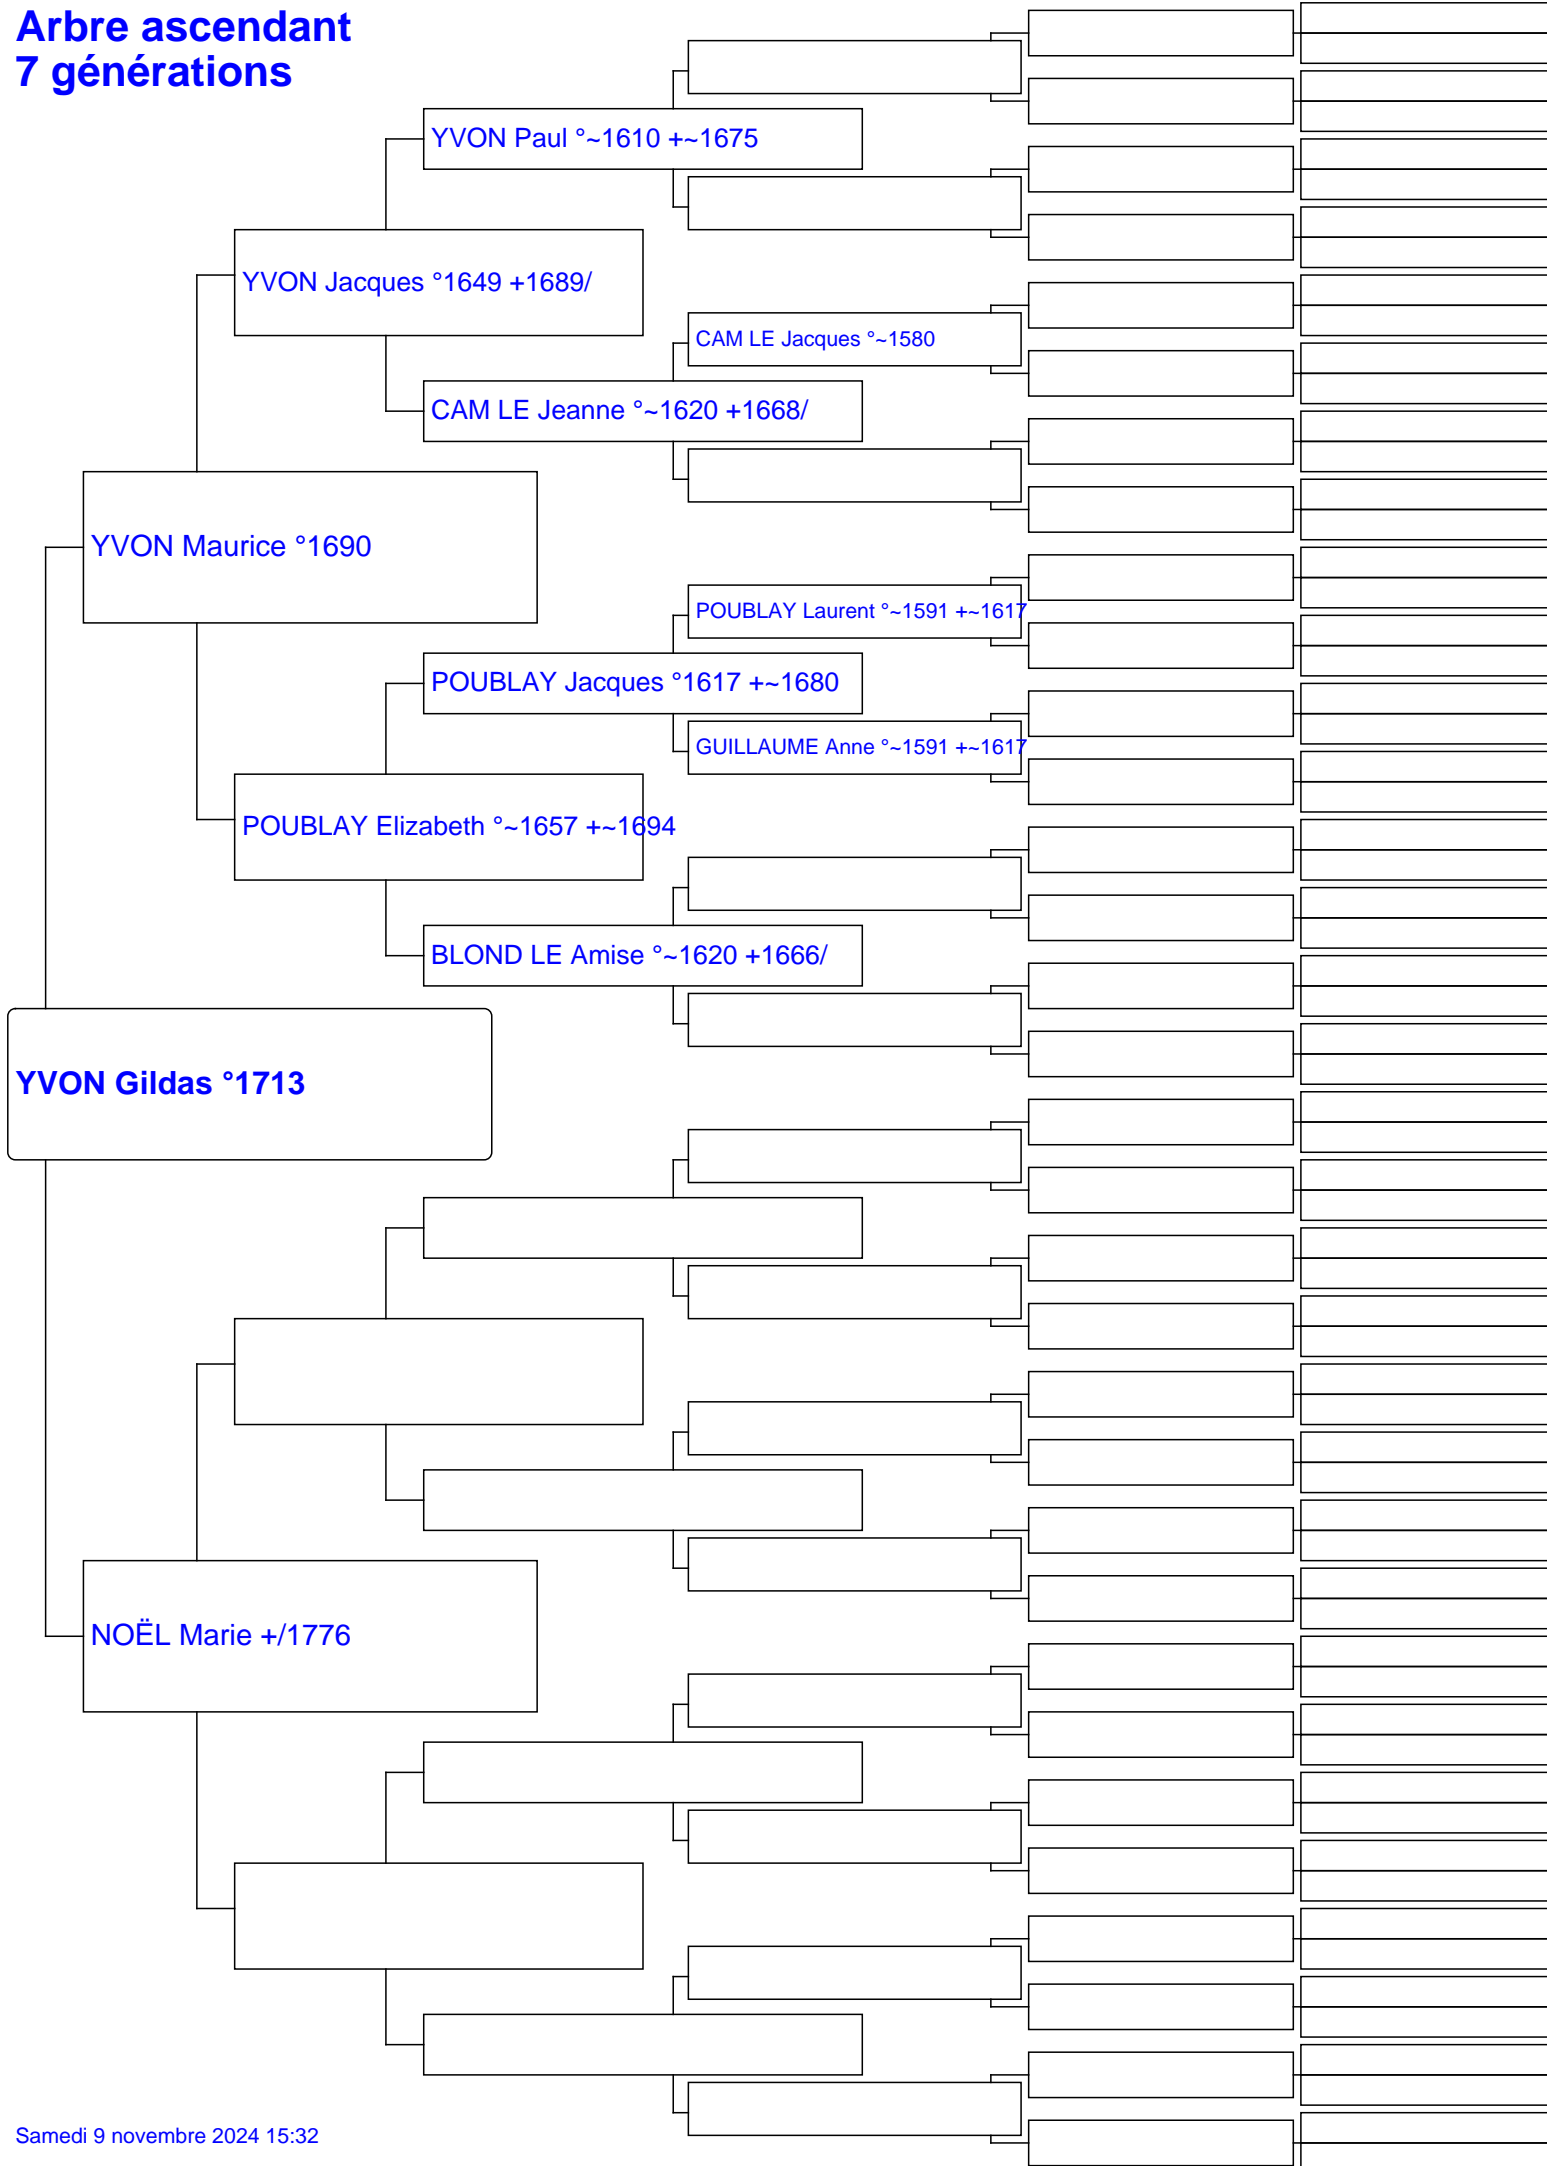 Arbre ascendant
7 générations
YVON Paul °~1610 +~1675
YVON Jacques °1649 +1689/
CAM LE Jacques °~1580
CAM LE Jeanne °~1620 +1668/
YVON Maurice °1690
POUBLAY Laurent °~1591 +~1617
POUBLAY Jacques °1617 +~1680
GUILLAUME Anne °~1591 +~1617
POUBLAY Elizabeth °~1657 +~1694
BLOND LE Amise °~1620 +1666/
YVON Gildas °1713
NOËL Marie +/1776
Samedi 9 novembre 2024 15:32